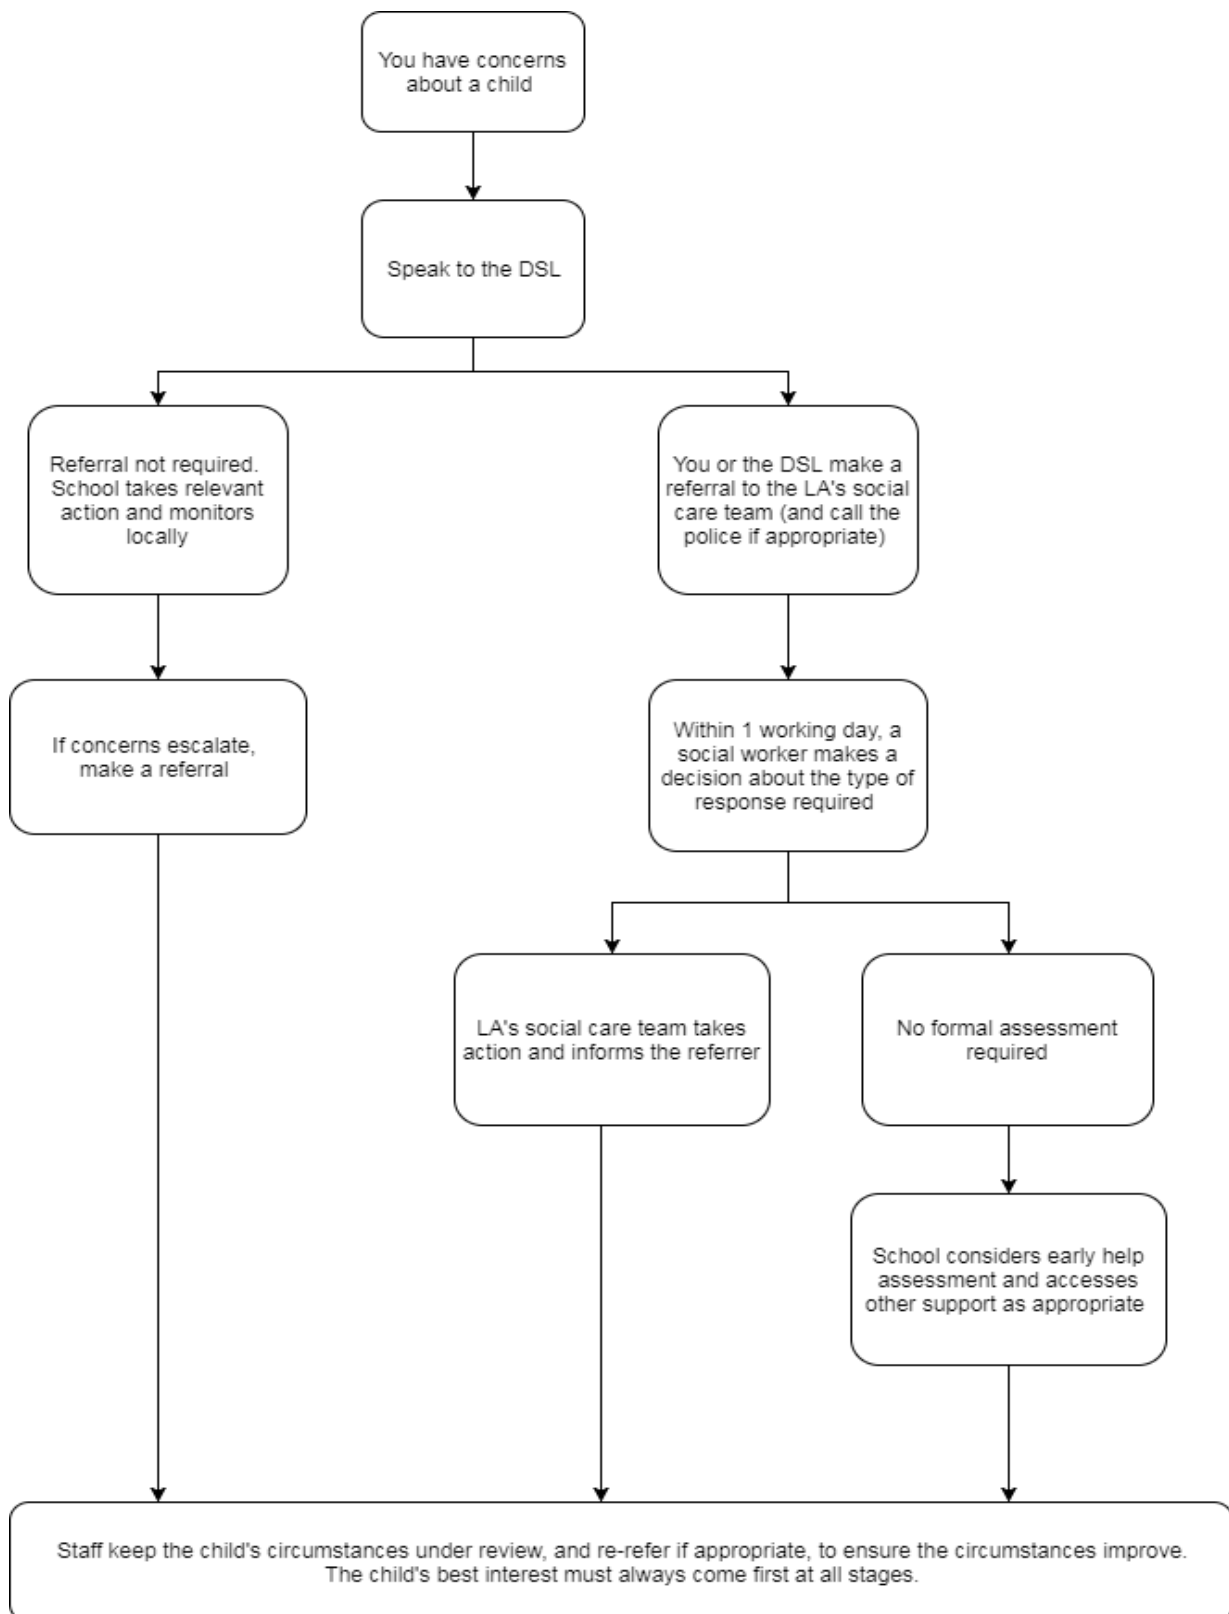 You have concerns
about a child
Speak to the DSL
Referral not required.
School takes relevant
action and monitors
locally
You or the DSL make a
referral to the LA's social
care team (and call the
police if appropriate)
If concerns escalate,
make a referral
Within 1 working day, a
social worker makes a
decision about the type of
response required
LA's social care team takes
action and informs the referrer
No formal assessment
required
School considers early help
assessment and accesses
other support as appropriate
Staff keep the child's circumstances under review, and re-refer if appropriate, to ensure the circumstances improve.
The child's best interest must always come first at all stages.